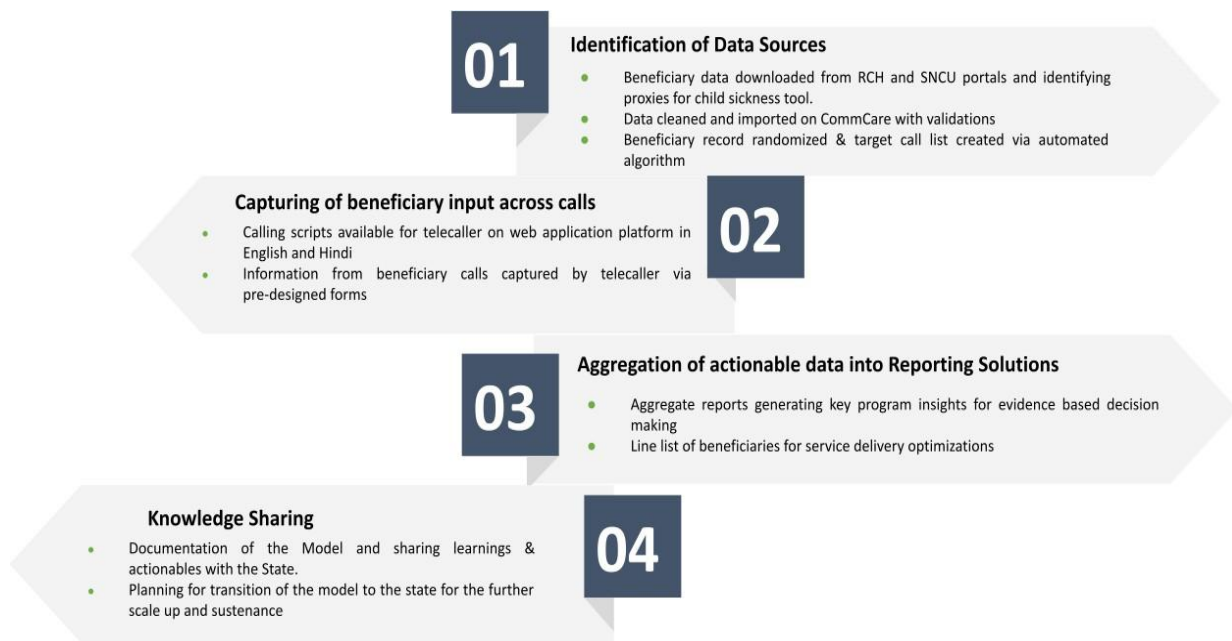 01
Identification of Data Sources
● Beneficiary data downloaded from RCH and SNCU portals and identifying
proxies for child sickness tool.
● Data cleaned and imported on CommCare with validations
● Beneficiary record randomized & target call list created via automated
algorithm
Capturing of beneficiary input across calls
● Calling scripts available for telecaller on web application platform in
English and Hindi
● Information from beneficiary calls captured by telecaller via
pre-designed forms
02
03
Aggregation of actionable data into Reporting Solutions
● Aggregate reports generating key program insights for evidence based decision
making
● Line list of beneficiaries for service delivery optimizations
Knowledge Sharing
● Documentation of the Model and sharing learnings &
actionables with the State.
● Planning for transition of the model to the state for the further
scale up and sustenance
04